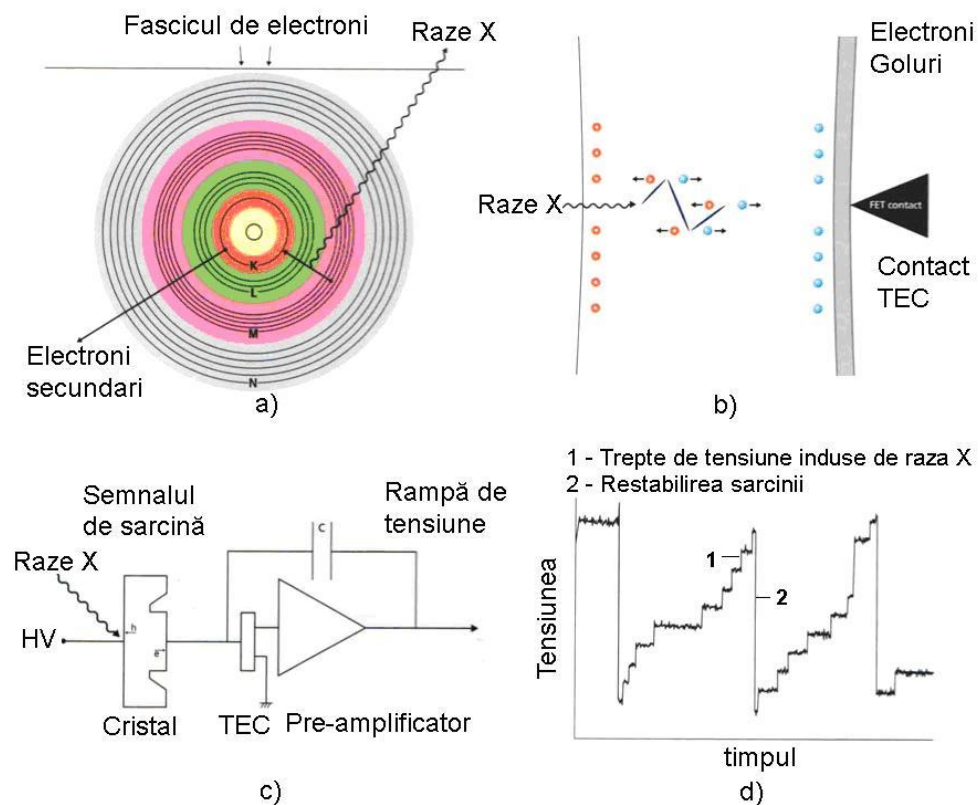 Fascicul de electroni
Raze X
K
L
M
N
Electroni
secundari
a)
Electroni
Goluri
Raze X
FET contact
Contact
TEC
b)
Semnalul
de sarcină
Raze X
HV
h
e
Cristal
TEC
C
Rampă de
tensiune
Pre-amplificator
c)
1 - Trepte de tensiune induse de raza X
2 - Restabilirea sarcinii
Tensiunea
1
2
timpul
d)